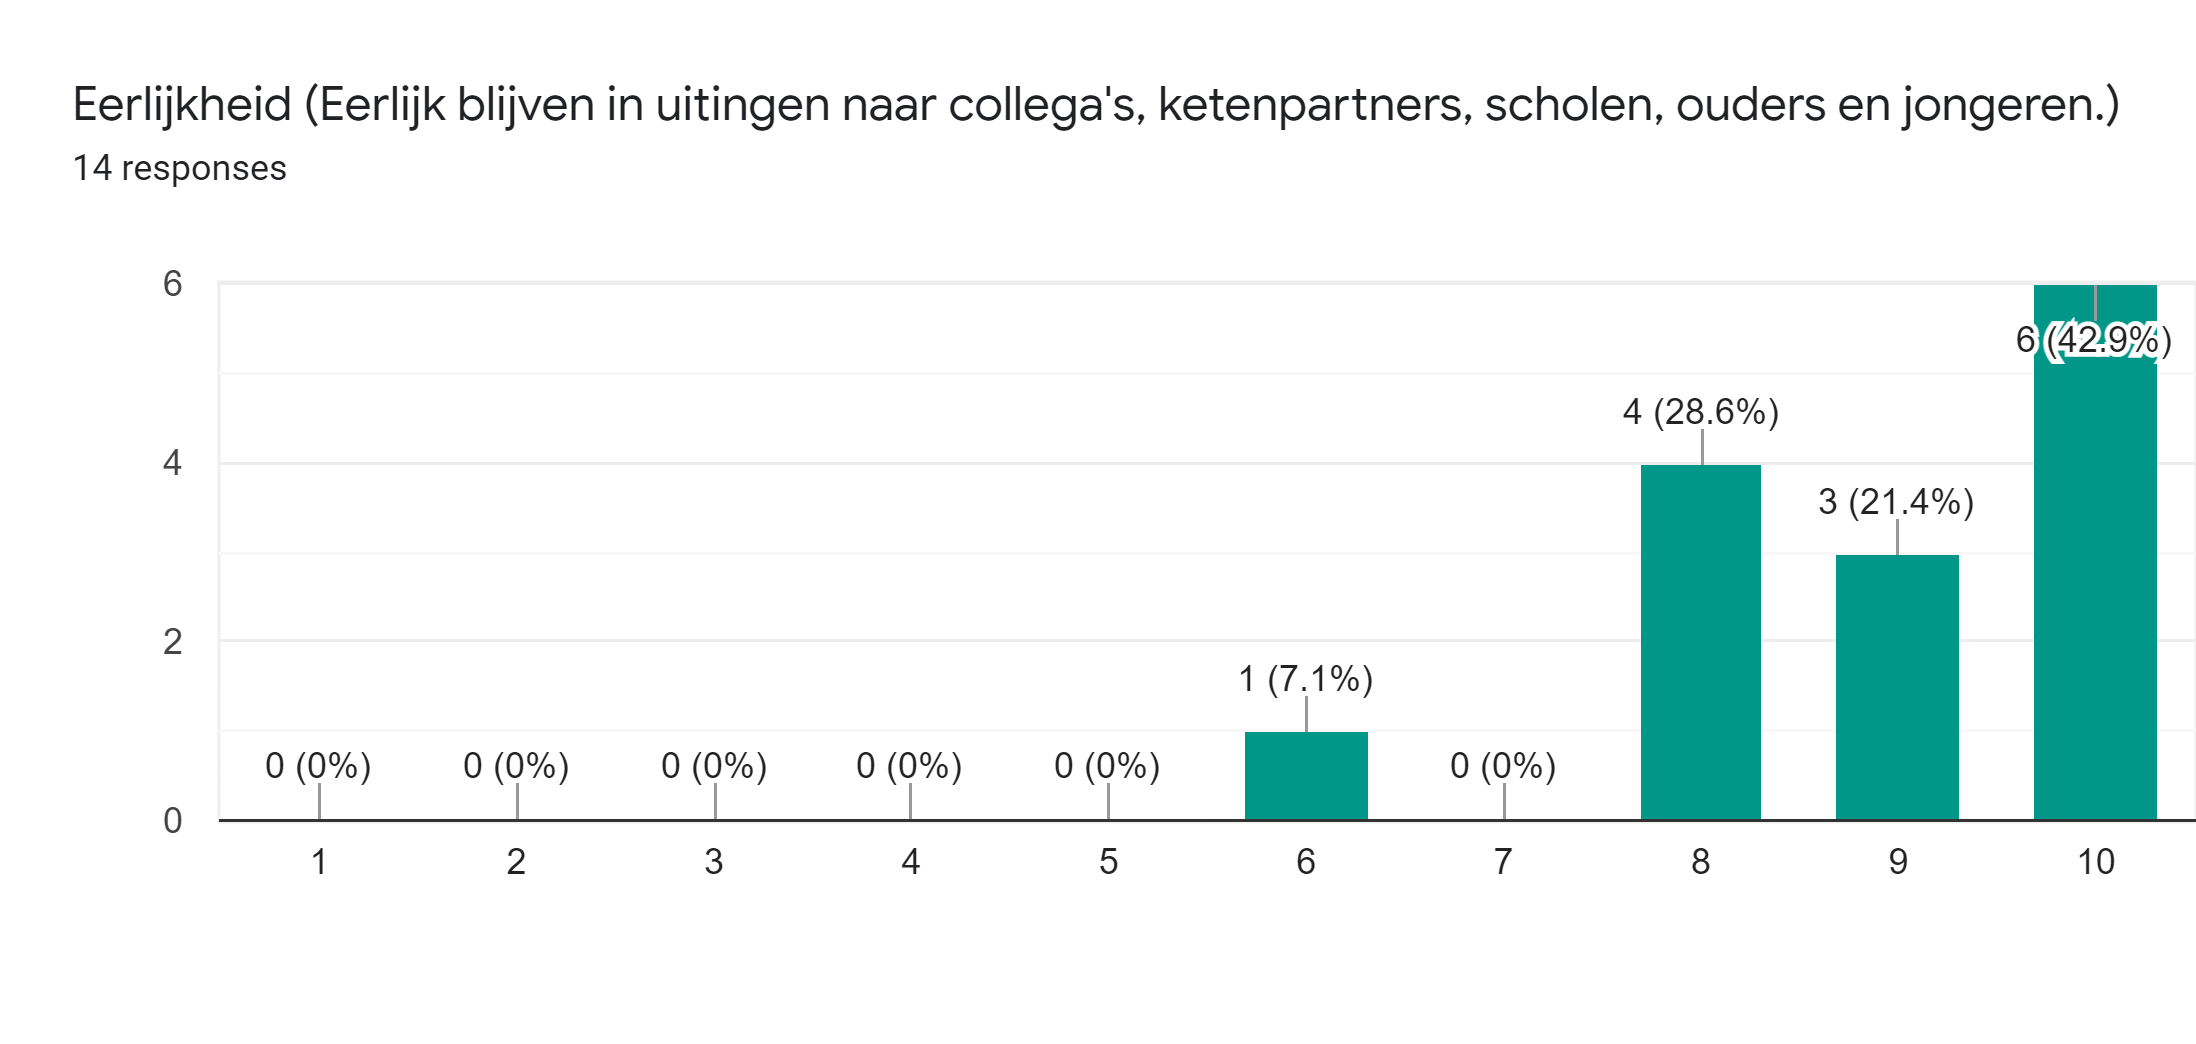 Eerlijkheid (Eerlijk blijven in uitingen naar collega's, ketenpartners, scholen, ouders en jongeren.)
14 responses
6
6 (42.9%)
4 (28.6%)
4
3 (21.4%)
2
1 (7.1%)
0 (0%) 0 (0%) 0 (0%) 0 (0%) 0 (0%) 0 (0%)
0
1 2 3 4 5 6 7 8 9 10